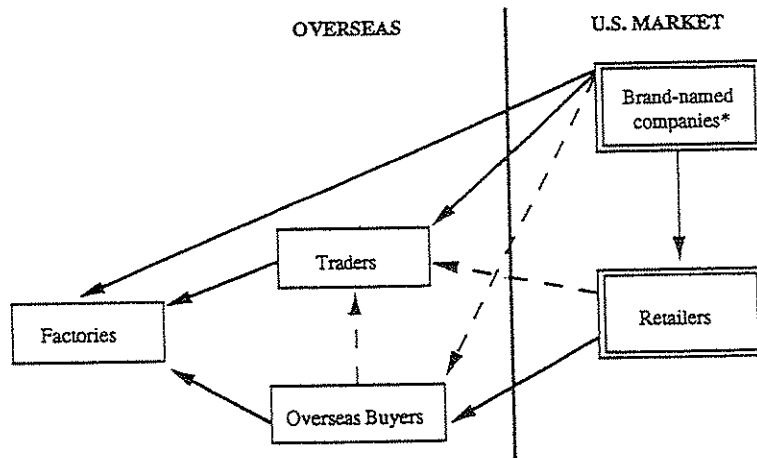 OVERSEAS
U.S. MARKET
Brand-named
companies*
Traders
Retailers
Factories
Overseas Buyers